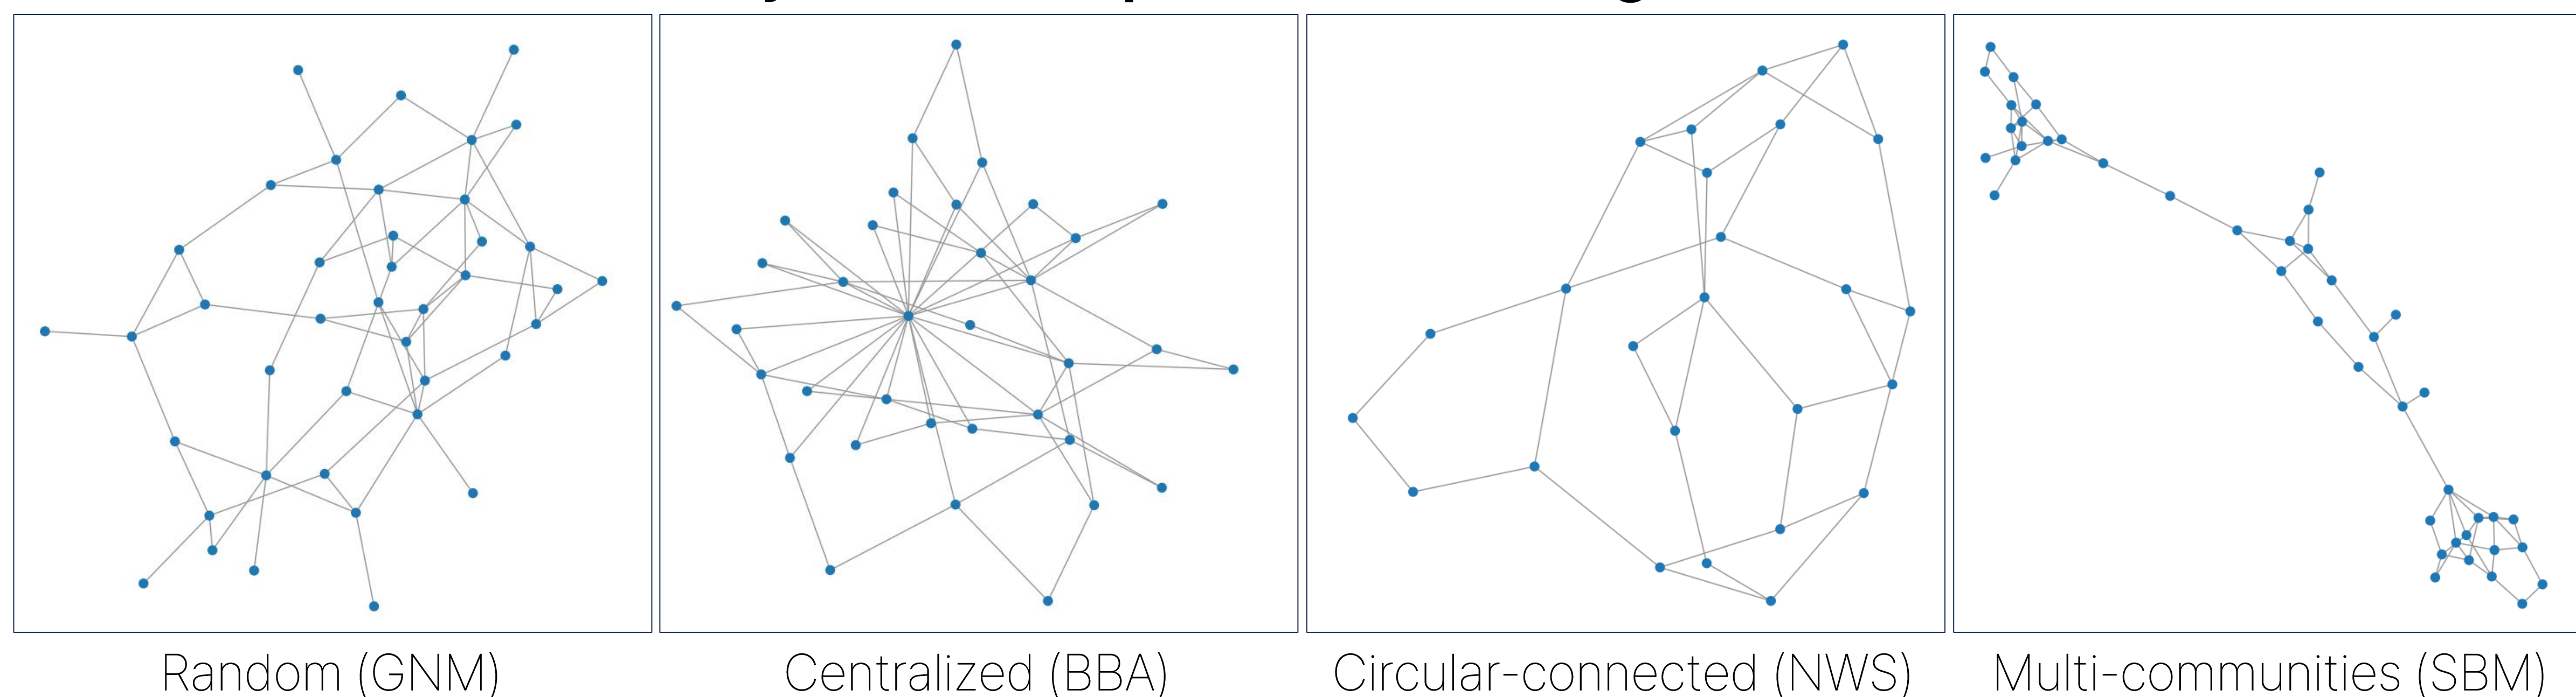 Random (GNM)
Centralized (BBA)
Circular-connected (NWS)
Multi-communities (SBM)